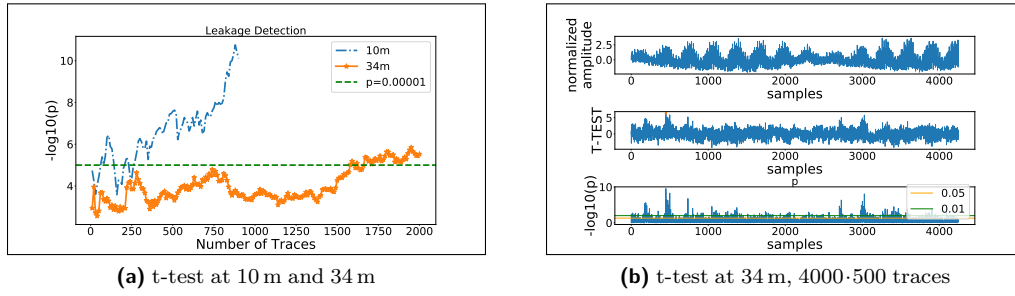 Leakage Detection
10m
34m
p=0.00001
-log10(p)
10
8
6
4
0 250 500 750 1000 1250 1500 1750 2000
Number of Traces
(a) t-test at 10 m and 34 m
normalized
amplitude
2.5
0.0
0 1000 2000 3000 4000
samples
T-TEST
5
0
0 1000 2000 3000 4000
samples
p
-log10(p)
10
0
0.05
0.01
0 1000 2000 3000 4000
samples
(b) t-test at 34 m, 4000·500 traces